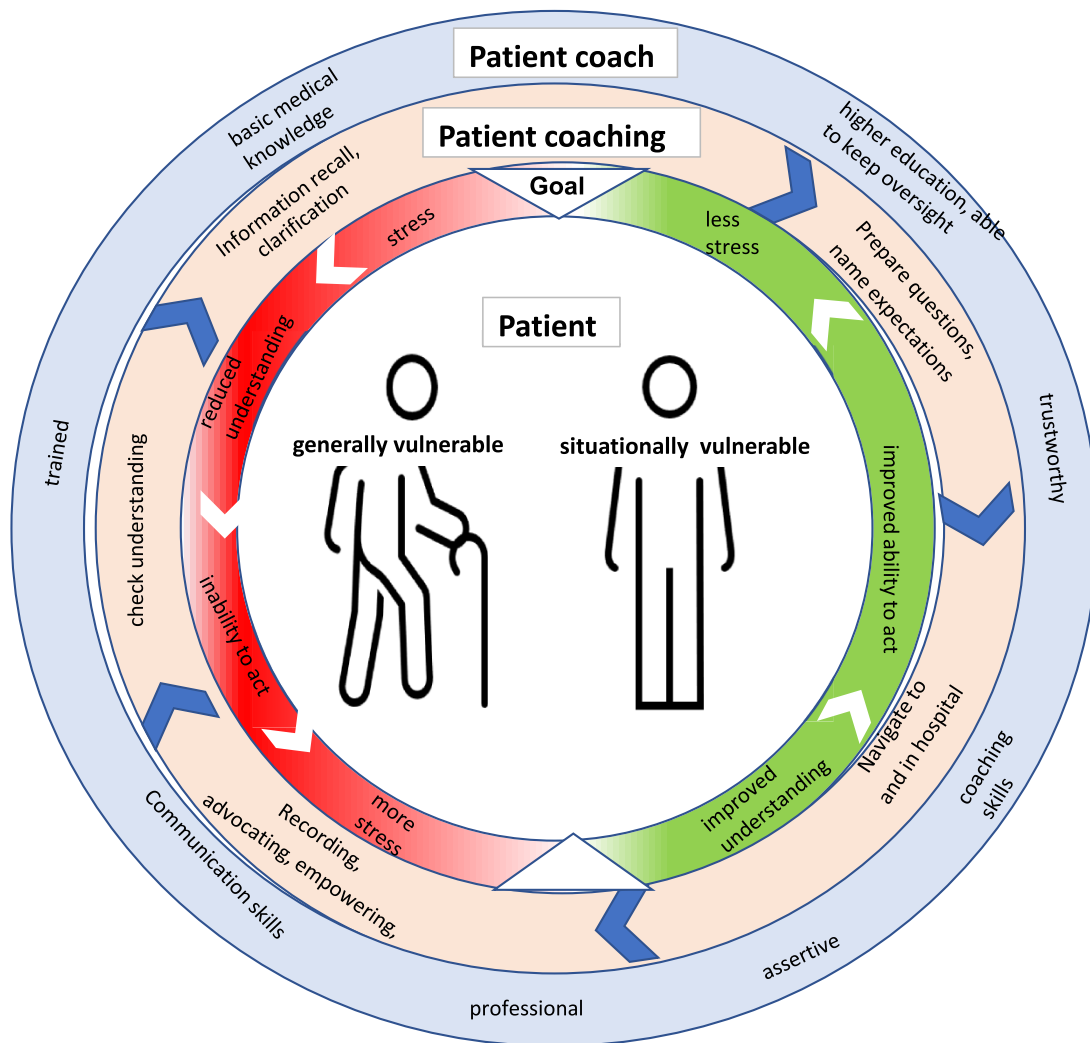 Patient coach
basic medical
knowledge
higher education, able
to keep oversight
trustworthy
coaching
skills
assertive
professional
Communication skills
trained
Patient coaching
Information recall,
clarification
Prepare questions,
name expectations
Navigate to
and in hospital
Recording,
advocating, empowering,
check understanding
Goal
stress
reduced
understanding
inability to act
more
stress
improved
understanding
improved ability to act
less
stress
Patient
generally vulnerable
situationally vulnerable